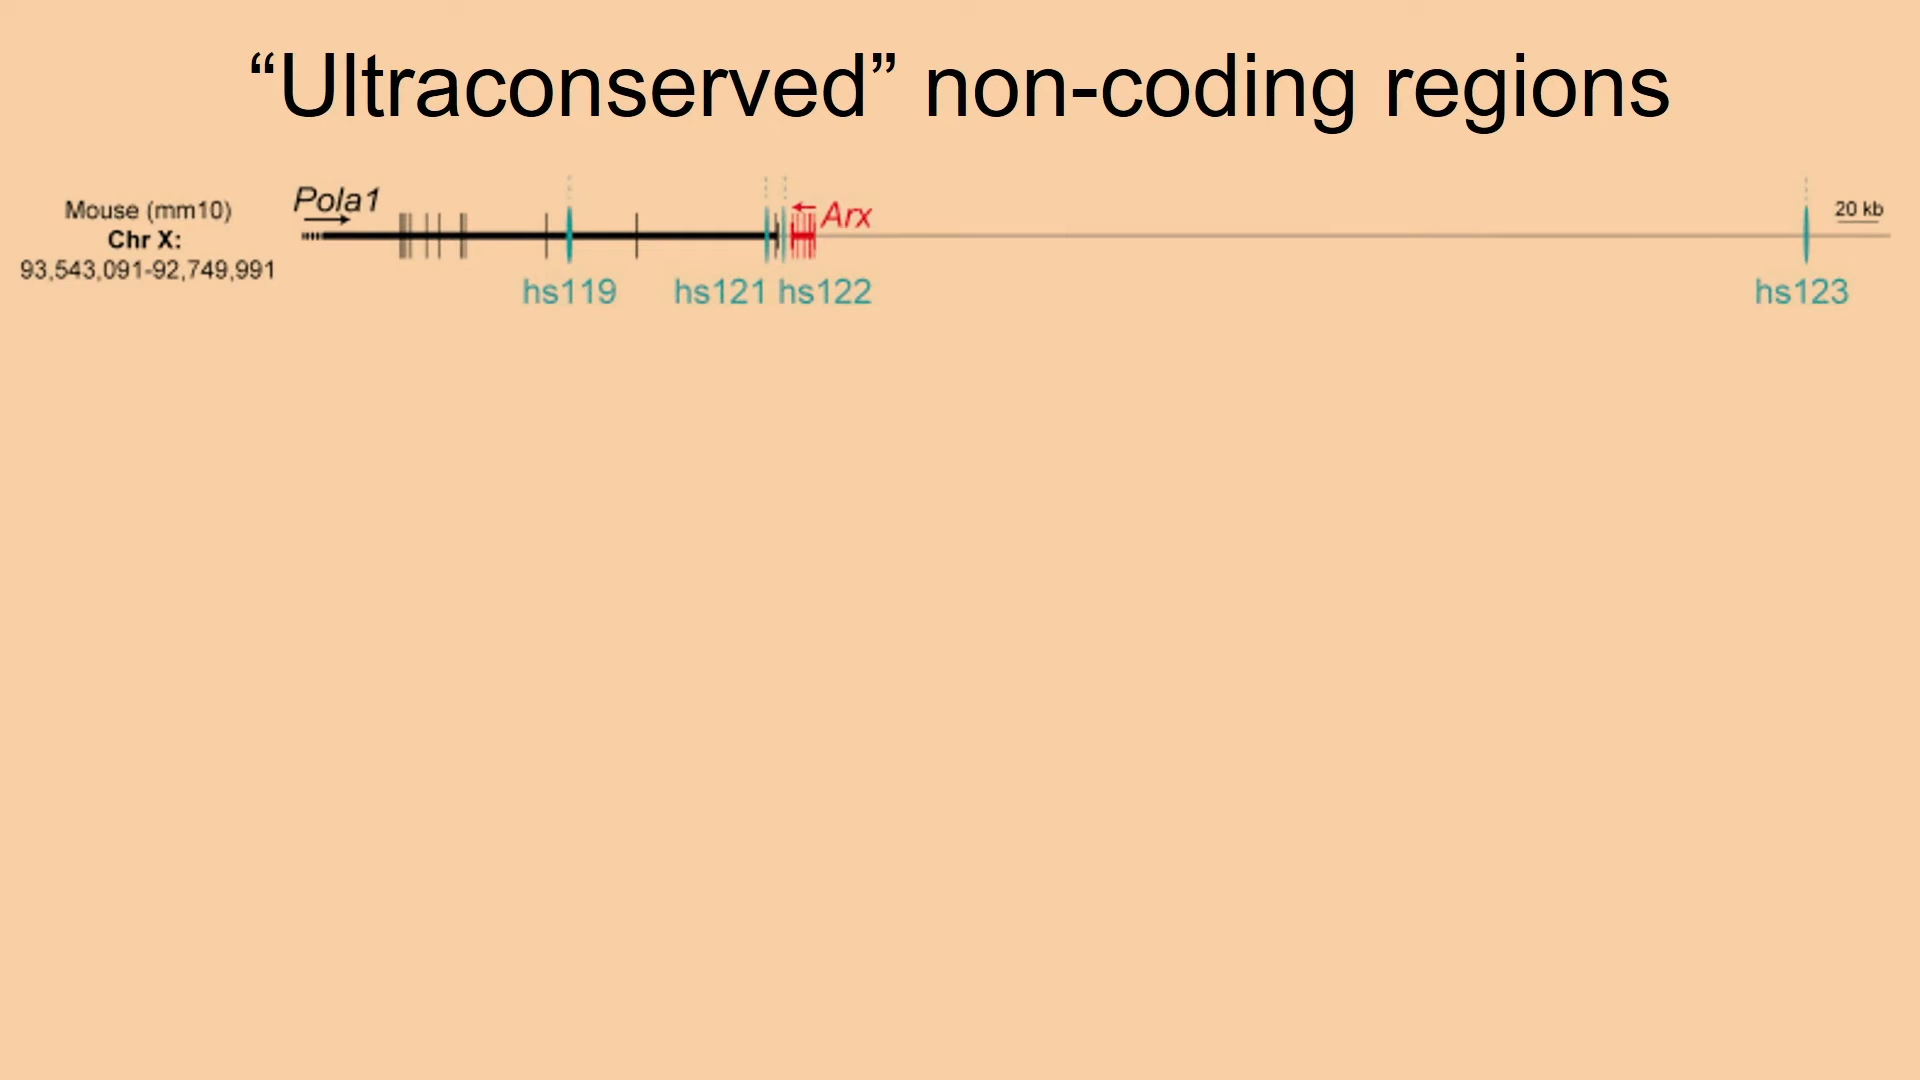 “Ultraconserved” non-coding regions
Mouse (mm10)
Chr X:
93,543,091-92,749,991
Pola1
Arx
20 kb
hs119
hs121
hs122
hs123